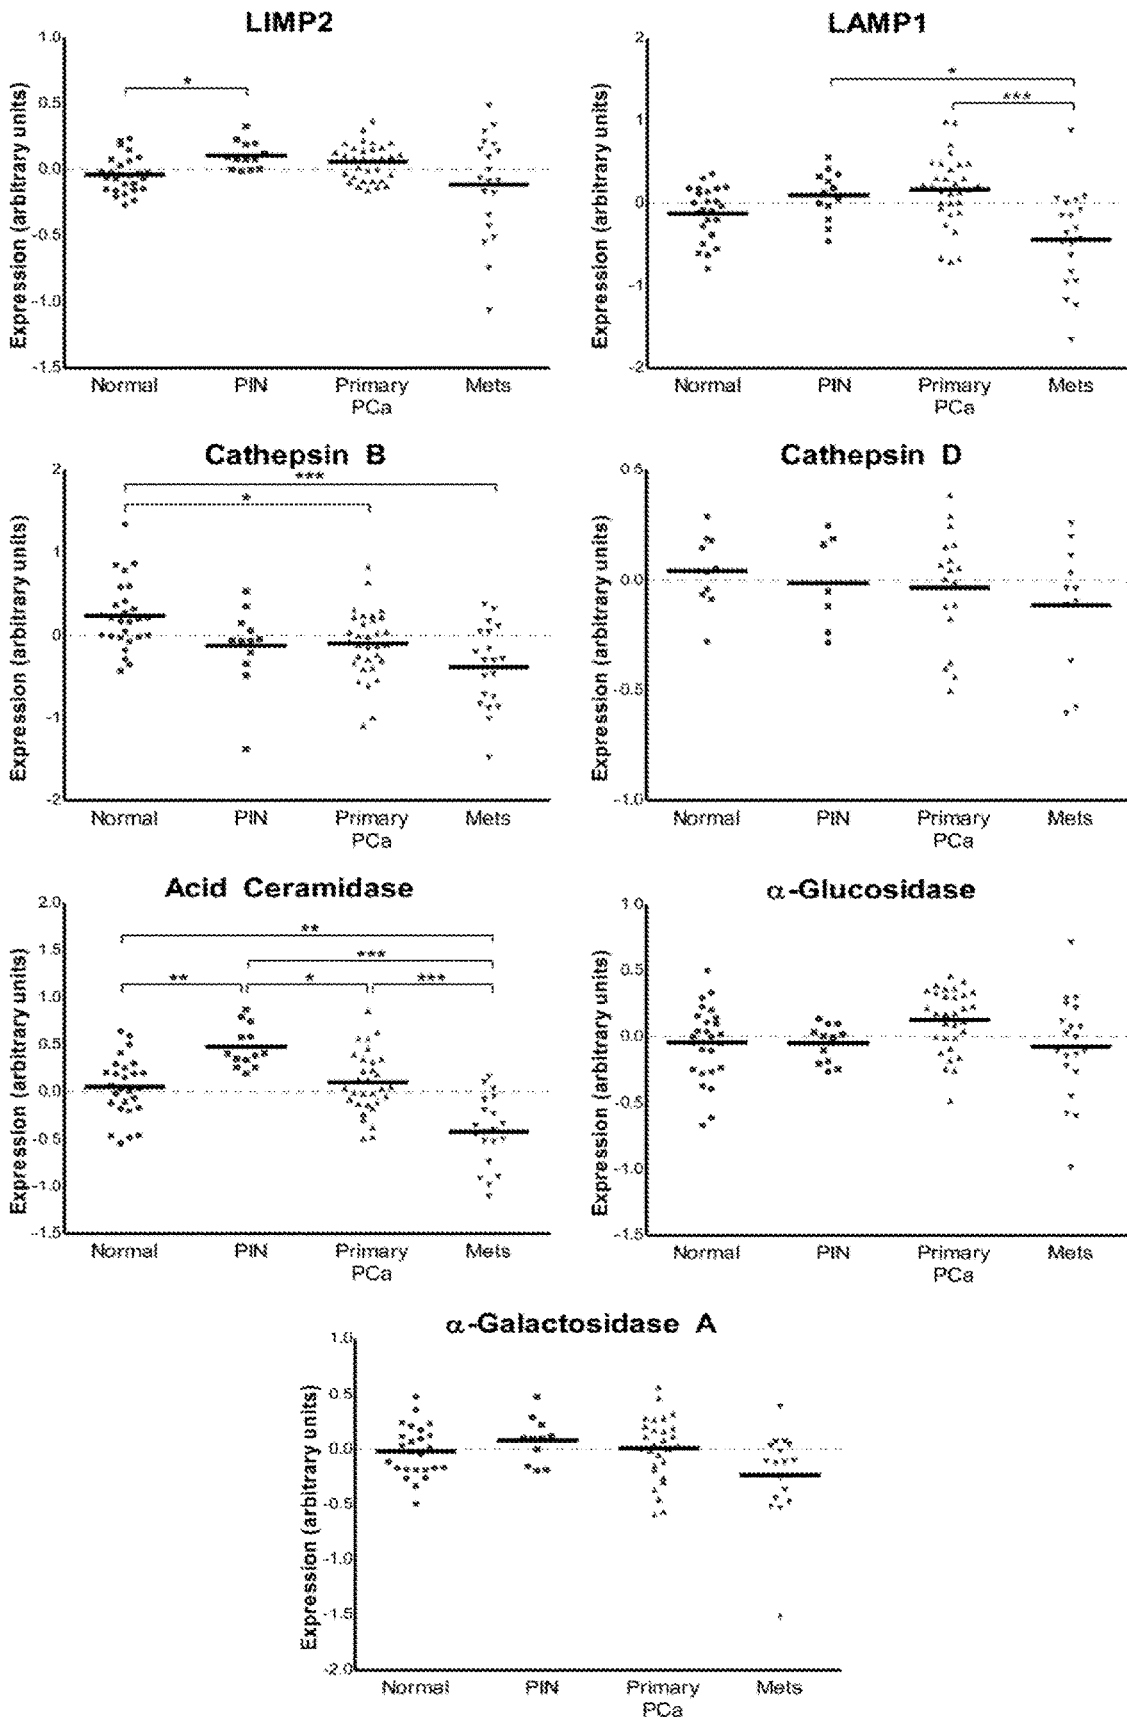 LIMP2
Expression (arbitrary units)
1.0
0.5
0.0
-0.5
-1.0
-1.5
*
Normal PIN Primary PCa Mets
LAMP1
Expression (arbitrary units)
2
1
0
-1
-2
*
***
Normal PIN Primary PCa Mets
Cathepsin B
Expression (arbitrary units)
2
1
0
-1
-2
***
*
Normal PIN Primary PCa Mets
Cathepsin D
Expression (arbitrary units)
0.5
0.0
-0.5
-1.0
Normal PIN Primary PCa Mets
Acid Ceramidase
Expression (arbitrary units)
2.0
1.5
1.0
0.5
0.0
-0.5
-1.0
-1.5
**
***
** * ***
Normal PIN Primary PCa Mets
α-Glucosidase
Expression (arbitrary units)
1.0
0.5
0.0
-0.5
-1.0
-1.5
Normal PIN Primary PCa Mets
α-Galactosidase A
Expression (arbitrary units)
1.0
0.5
0.0
-0.5
-1.0
-1.5
-2.0
Normal PIN Primary PCa Mets